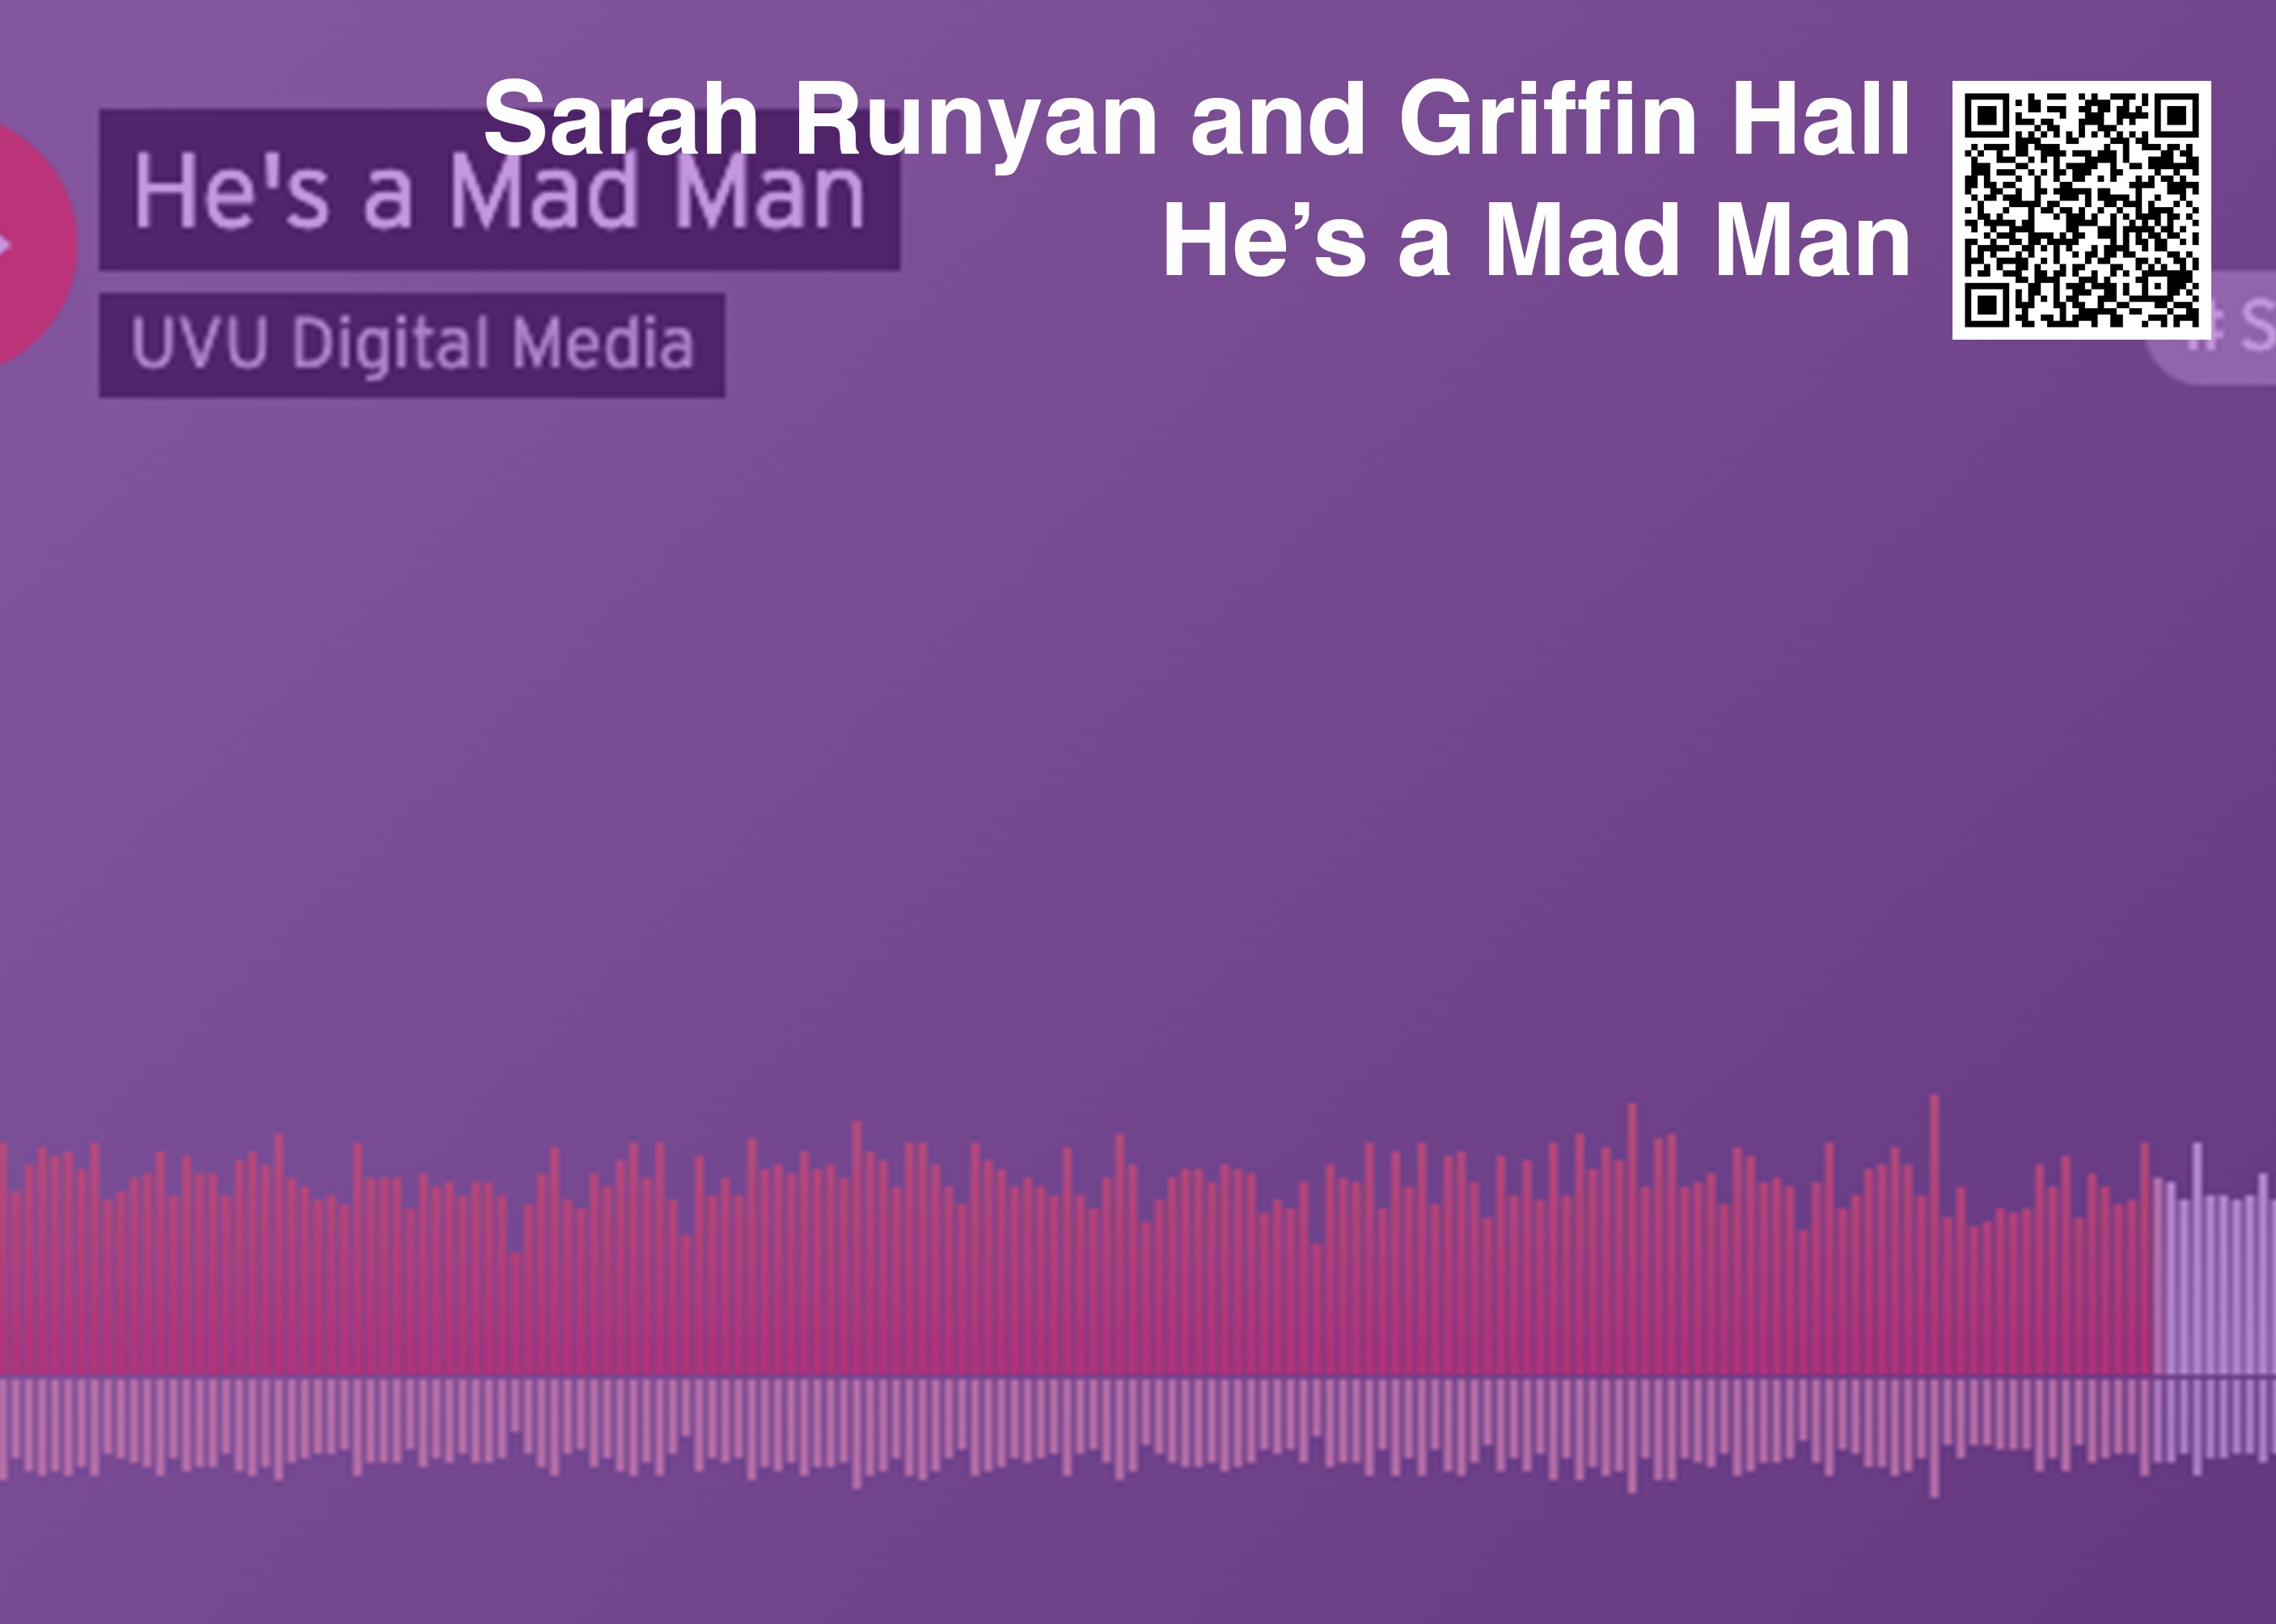 Sarah Runyan and Griffin Hall
He’s a Mad Man
He's a Mad Man
UVU Digital Media
# S